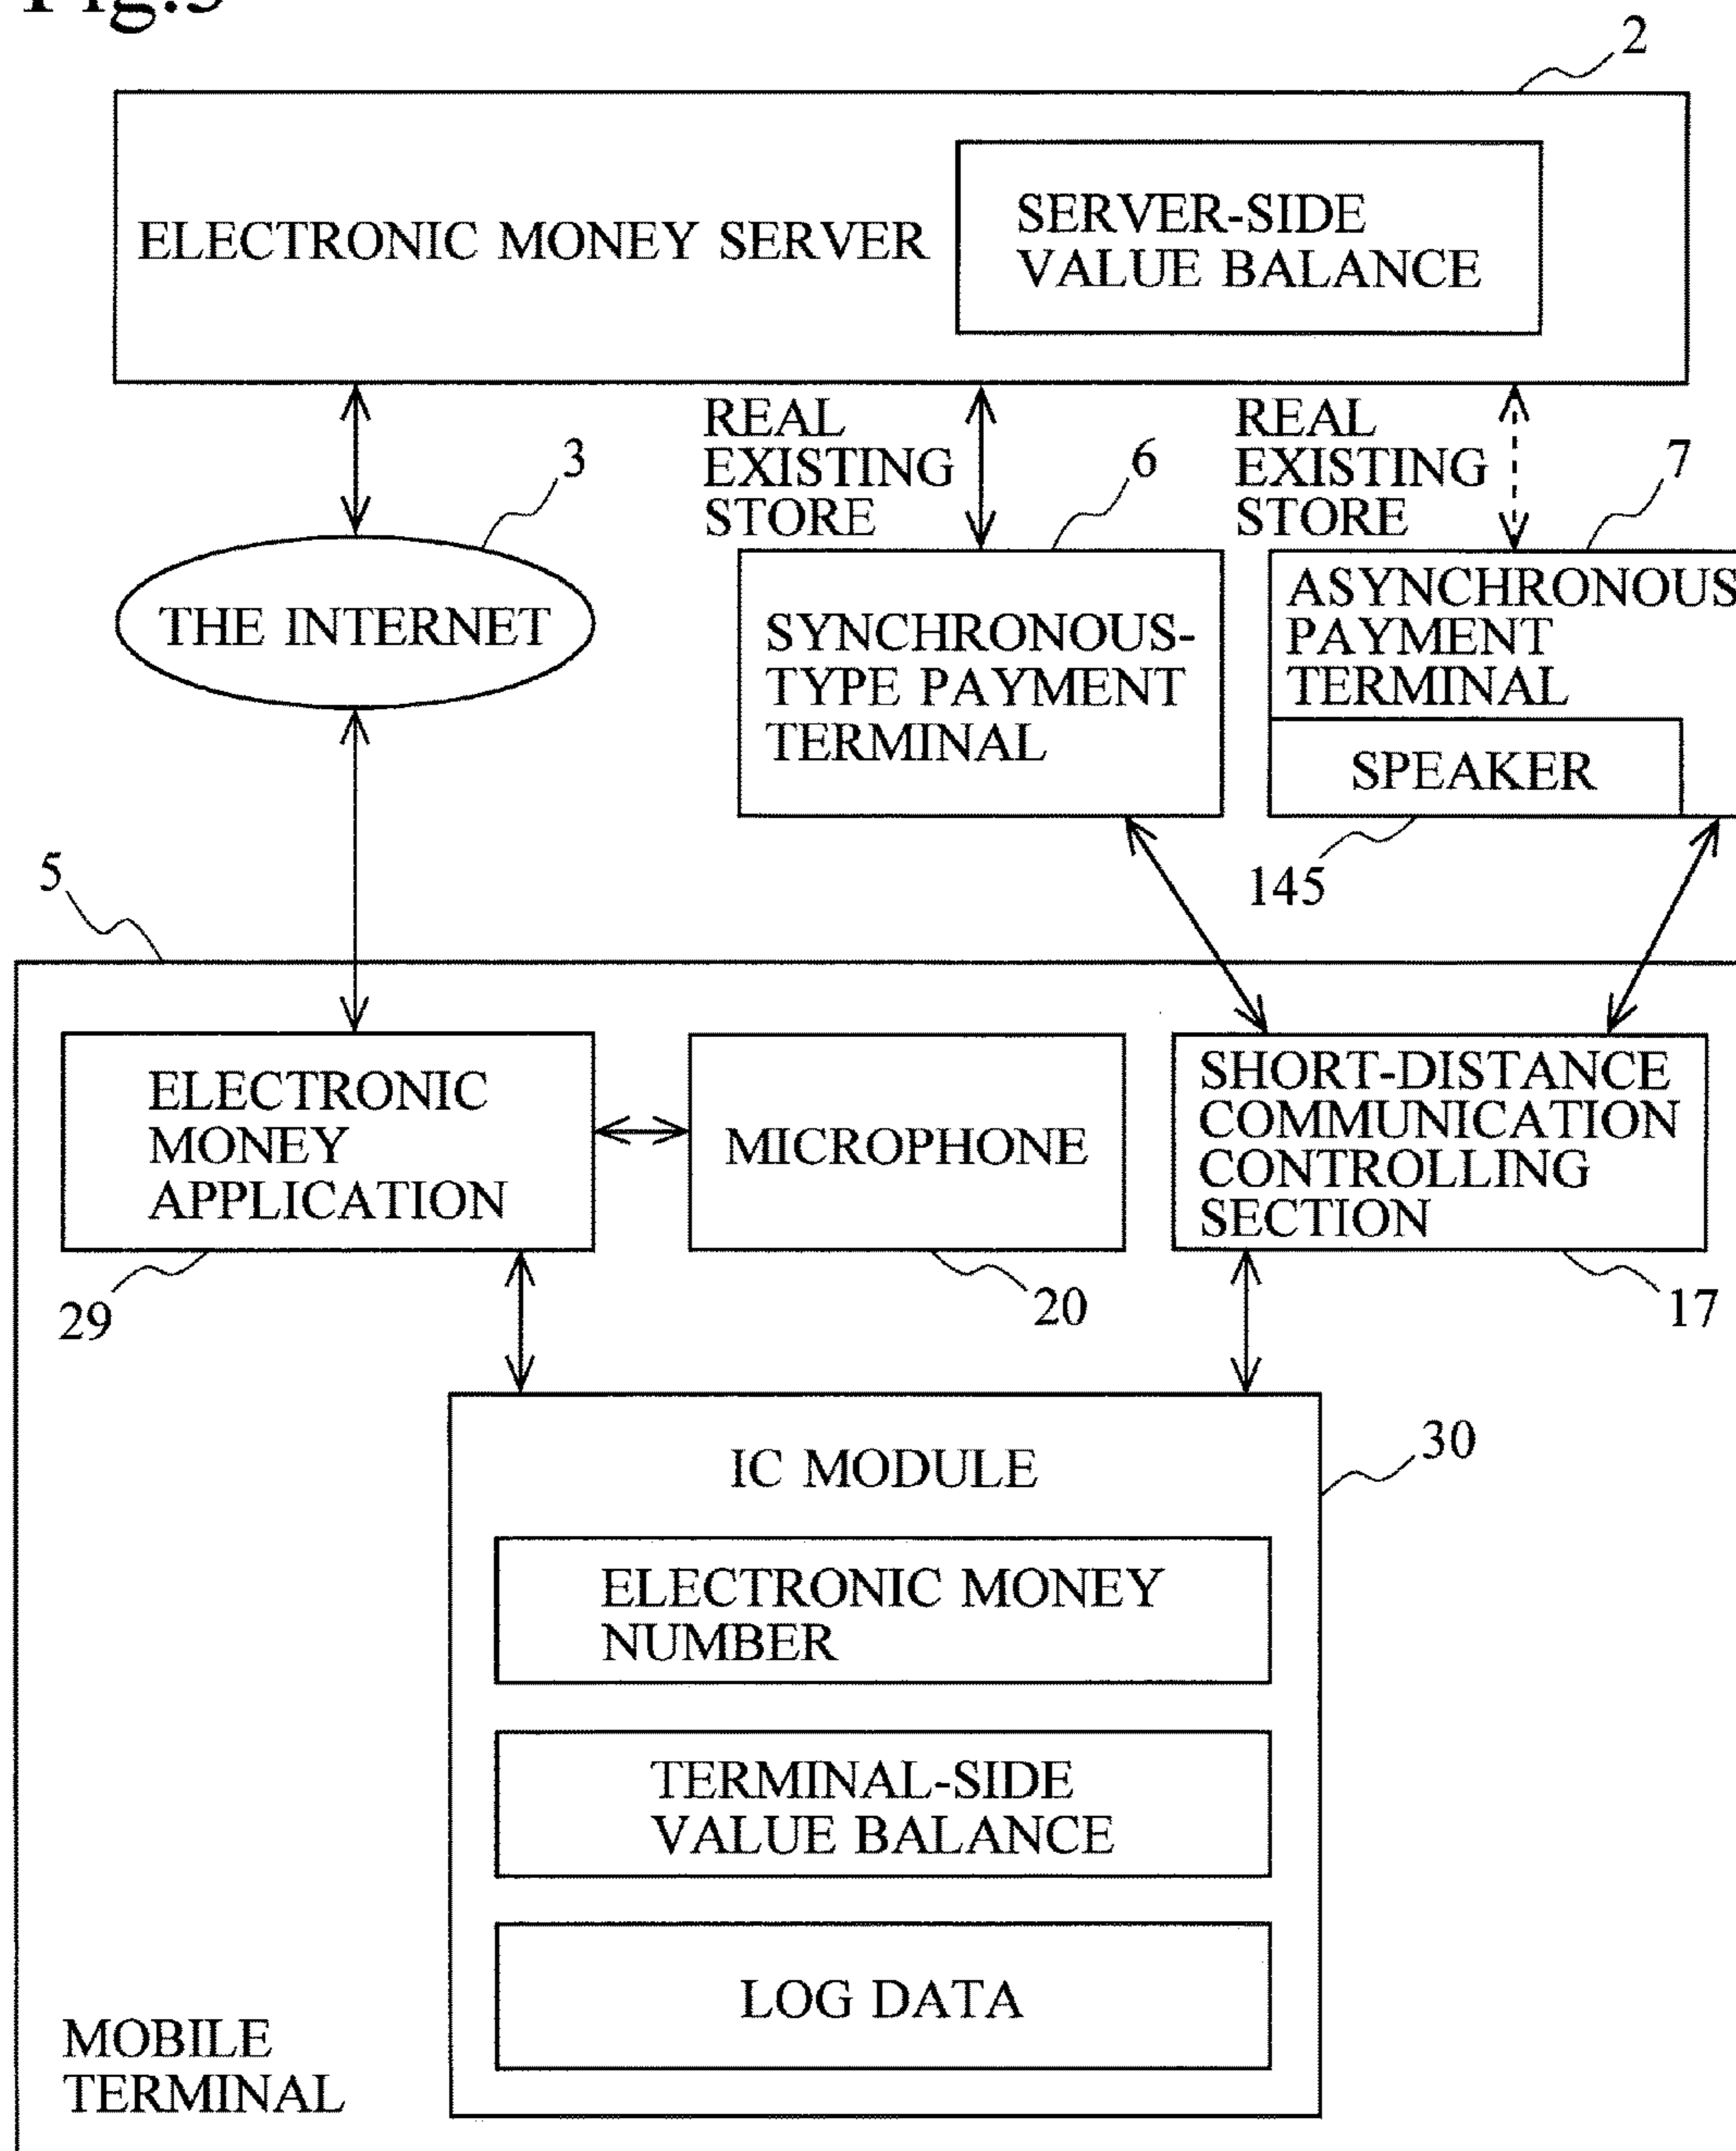 Fig.5
2
ELECTRONIC MONEY SERVER
SERVER-SIDE
VALUE BALANCE
3
REAL
EXISTING
STORE
6
REAL
EXISTING
STORE
7
THE INTERNET
SYNCHRONOUS-
TYPE PAYMENT
TERMINAL
ASYNCHRONOUS
PAYMENT
TERMINAL
SPEAKER
145
5
ELECTRONIC
MONEY
APPLICATION
MICROPHONE
SHORT-DISTANCE
COMMUNICATION
CONTROLLING
SECTION
29
20
17
IC MODULE
30
ELECTRONIC MONEY
NUMBER
TERMINAL-SIDE
VALUE BALANCE
LOG DATA
MOBILE
TERMINAL